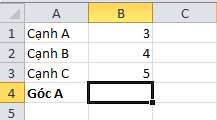 A B C
1 Cạnh A 3
2 Cạnh B 4
3 Cạnh C 5
4 Góc A
5